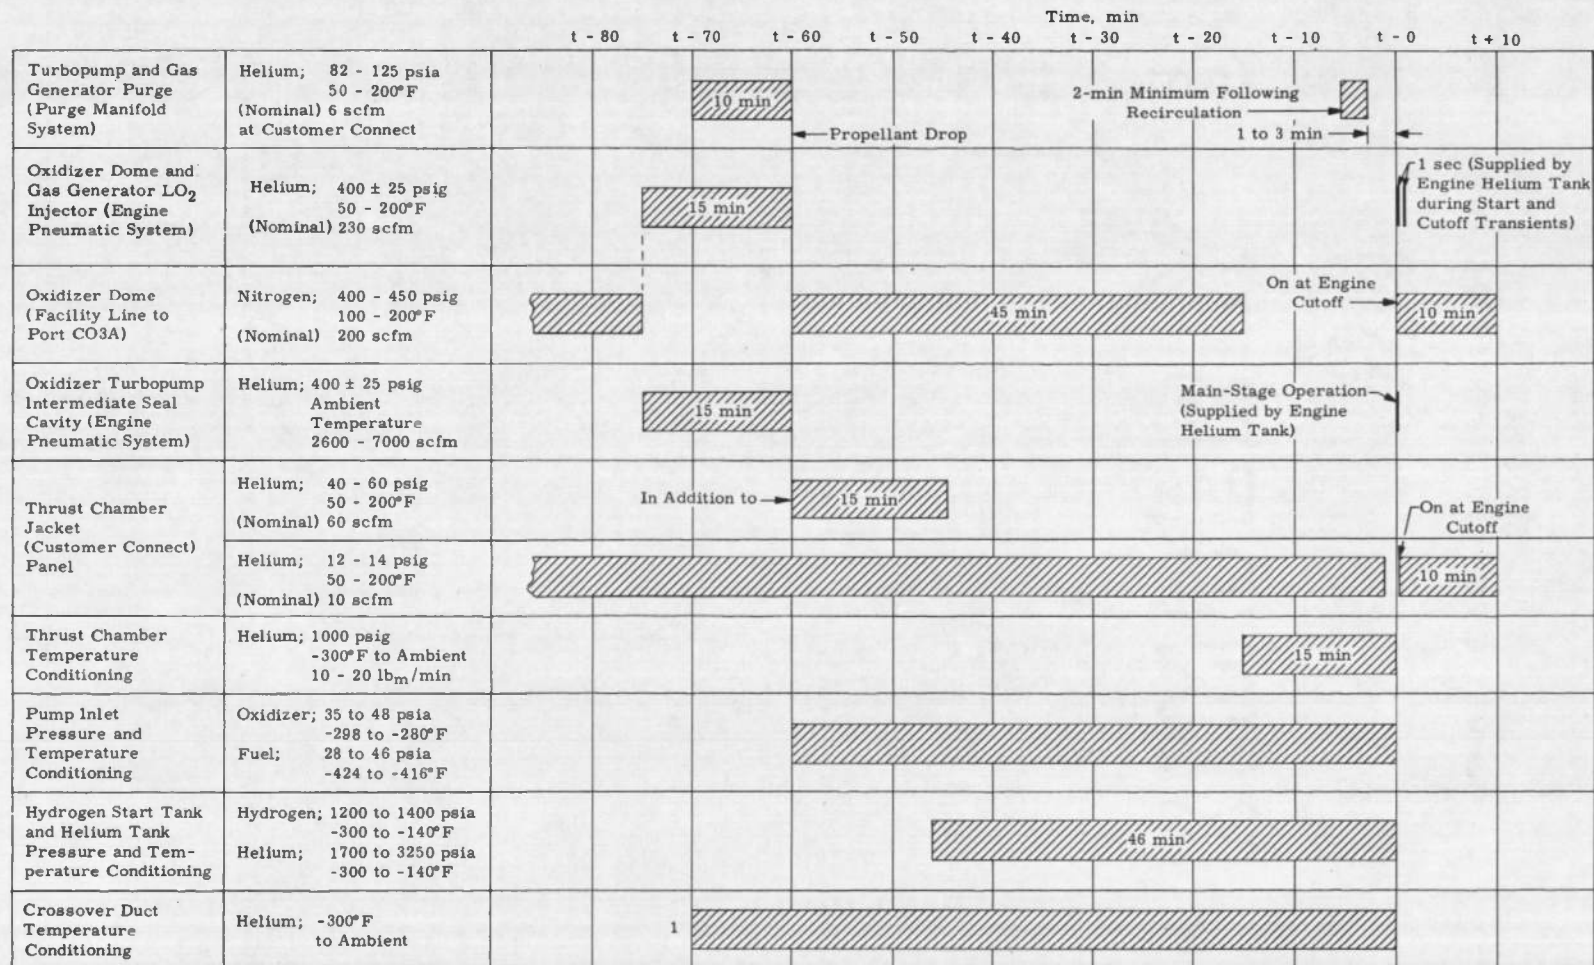 Time, min
t - 80 t - 70 t - 60 t - 50 t - 40 t - 30 t - 20 t - 10 t - 0 t + 10
Turbopump and Gas
Generator Purge
(Purge Manifold
System)
Helium; 82 - 125 psia
50 - 200°F
(Nominal) 6 scfm
at Customer Connect
10 min
Propellant Drop
2-min Minimum Following
Recirculation
1 to 3 min
Oxidizer Dome and
Gas Generator LO2
Injector (Engine
Pneumatic System)
Helium; 400 ± 25 psig
50 - 200°F
(Nominal) 230 scfm
15 min
1 sec (Supplied by
Engine Helium Tank
during Start and
Cutoff Transients)
Oxidizer Dome
(Facility Line to
Port CO3A)
Nitrogen; 400 - 450 psig
100 - 200°F
(Nominal) 200 scfm
45 min
On at Engine
Cutoff
10 min
Oxidizer Turbopump
Intermediate Seal
Cavity (Engine
Pneumatic System)
Helium; 400 ± 25 psig
Ambient
Temperature
2600 - 7000 scfm
15 min
Main-Stage Operation
(Supplied by Engine
Helium Tank)
Thrust Chamber
Jacket
(Customer Connect)
Panel
Helium; 40 - 60 psig
50 - 200°F
(Nominal) 60 scfm
In Addition to
15 min
On at Engine
Cutoff
Helium; 12 - 14 psig
50 - 200°F
(Nominal) 10 scfm
10 min
Thrust Chamber
Temperature
Conditioning
Helium; 1000 psig
-300°F to Ambient
10 - 20 lbm/min
15 min
Pump Inlet
Pressure and
Temperature
Conditioning
Oxidizer; 35 to 48 psia
-298 to -280°F
Fuel; 28 to 46 psia
-424 to -416°F
Hydrogen Start Tank
and Helium Tank
Pressure and Tem-
perature Conditioning
Hydrogen; 1200 to 1400 psia
-300 to -140°F
Helium; 1700 to 3250 psia
-300 to -140°F
46 min
Crossover Duct
Temperature
Conditioning
Helium; -300°F
to Ambient
1